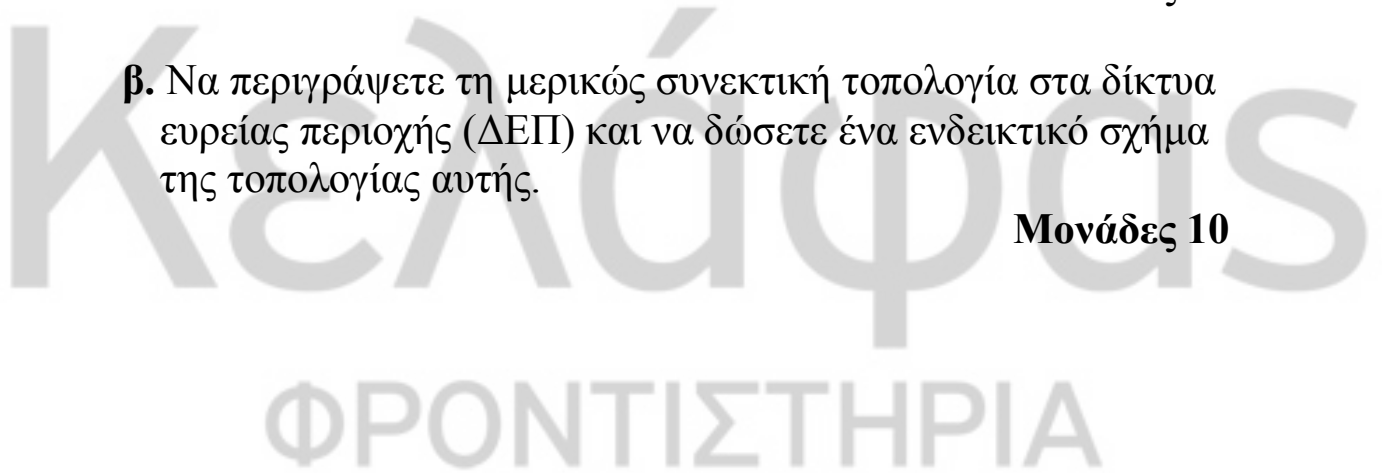 β. Να περιγράψετε τη μερικώς συνεκτική τοπολογία στα δίκτυα
ευρείας περιοχής (ΔΕΠ) και να δώσετε ένα ενδεικτικό σχήμα
της τοπολογίας αυτής.
Μονάδες 10
Κελάφας
ΦΡΟΝΤΙΣΤΗΡΙΑ